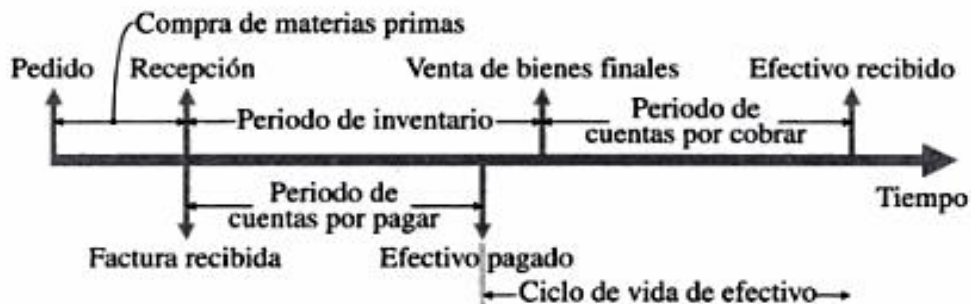 Compra de materias primas
Pedido Recepción Venta de bienes finales Efectivo recibido
Periodo de inventario
Periodo de
cuentas por cobrar
Tiempo
Periodo de
cuentas por pagar
Factura recibida Efectivo pagado
Ciclo de vida de efectivo